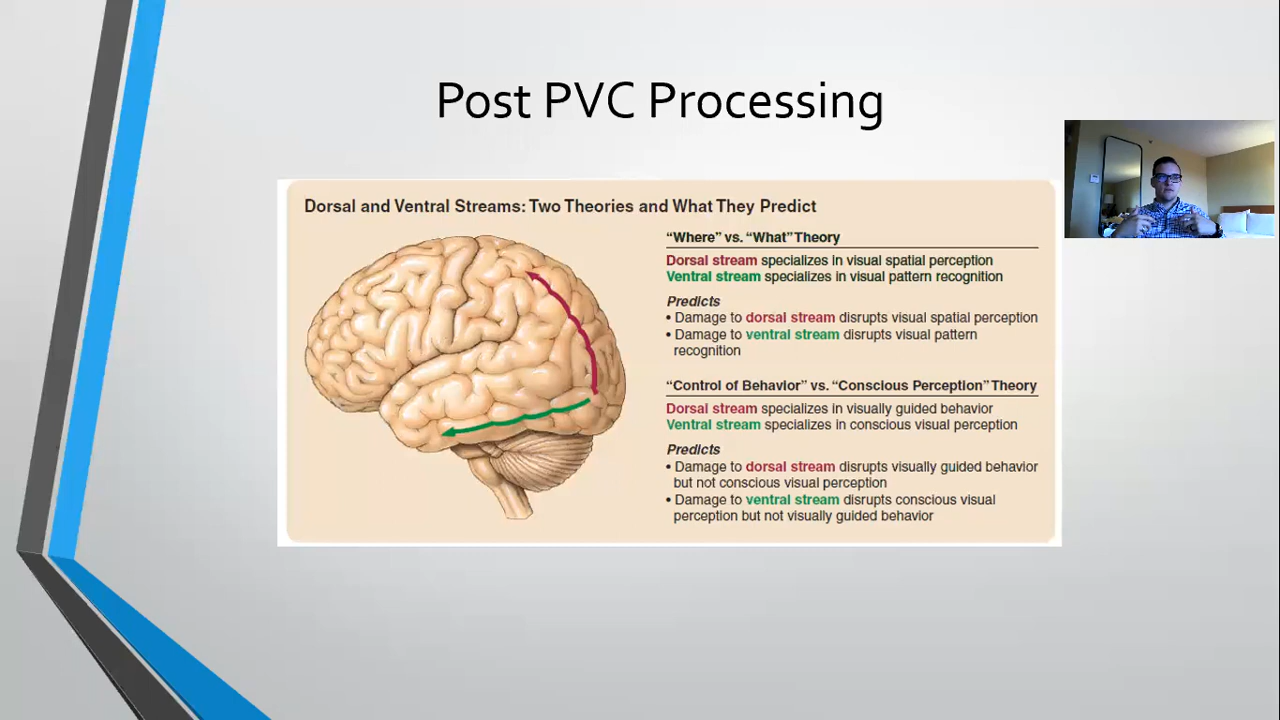 Post PVC Processing
Dorsal and Ventral Streams: Two Theories and What They Predict
“Where” vs. “What” Theory
Dorsal stream specializes in visual spatial perception
Ventral stream specializes in visual pattern recognition
Predicts
• Damage to dorsal stream disrupts visual spatial perception
• Damage to ventral stream disrupts visual pattern
recognition
“Control of Behavior” vs. “Conscious Perception” Theory
Dorsal stream specializes in visually guided behavior
Ventral stream specializes in conscious visual perception
Predicts
• Damage to dorsal stream disrupts visually guided behavior
but not conscious visual perception
• Damage to ventral stream disrupts conscious visual
perception but not visually guided behavior